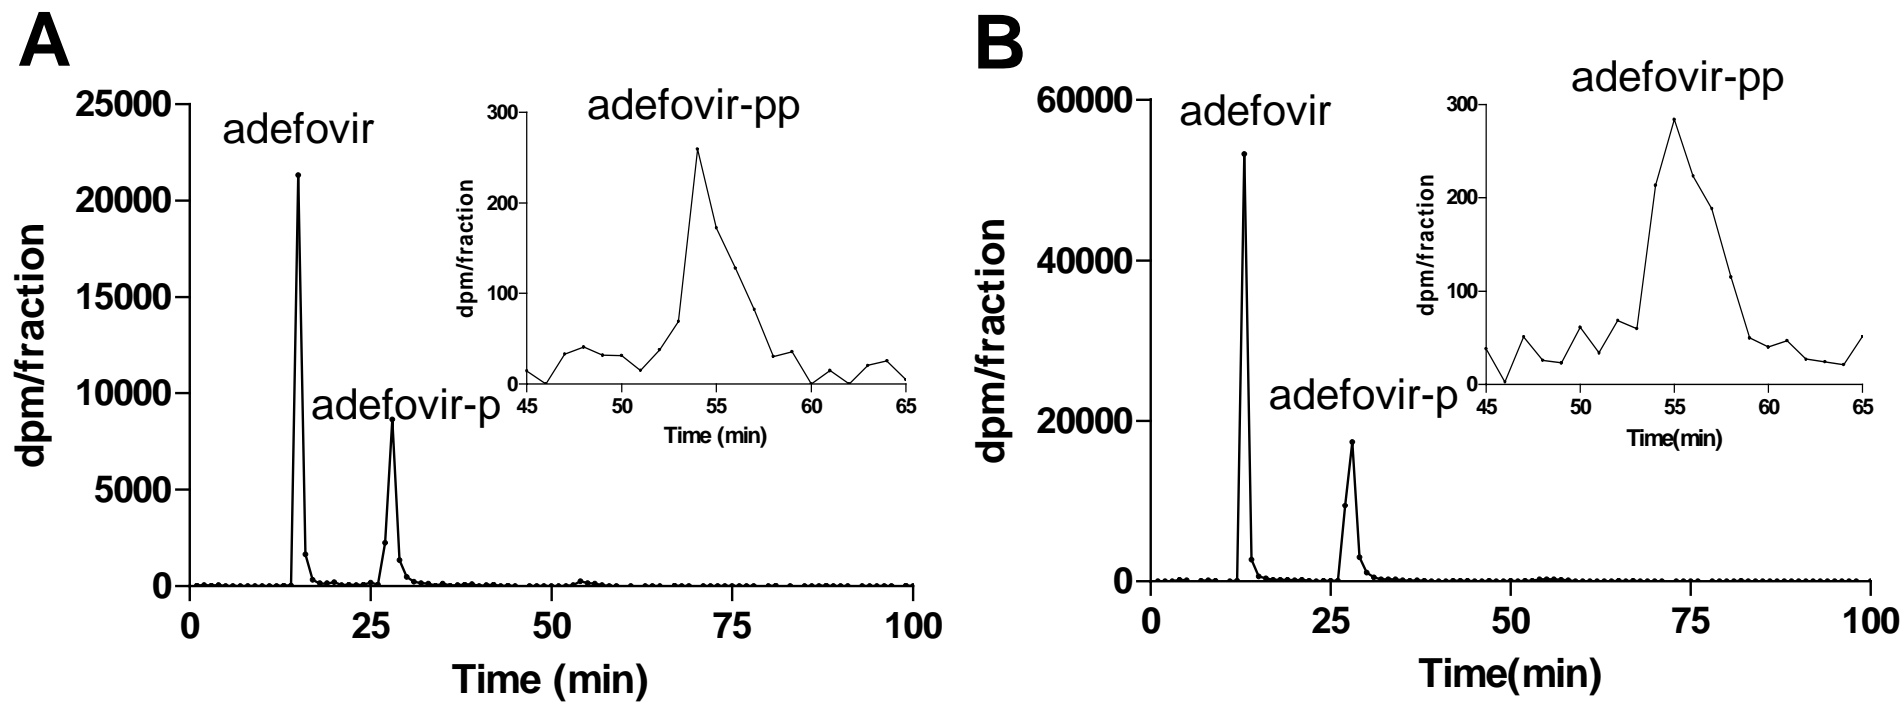 A
25000
20000
15000
10000
5000
0
dpm/fraction
adefovir
adefovir-p
0
25
50
75
100
Time (min)
adefovir-pp
300
200
100
0
dpm/fraction
45
50
55
60
65
Time (min)
B
60000
40000
20000
0
dpm/fraction
adefovir
adefovir-p
0
25
50
75
100
Time(min)
adefovir-pp
300
200
100
0
dpm/fraction
45
50
55
60
65
Time(min)